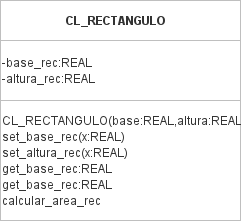 CL_RECTANGULO
-base_rec:REAL
-altura_rec:REAL
CL_RECTANGULO(base:REAL,altura:REAL
set_base_rec(x:REAL)
set_altura_rec(x:REAL)
get_base_rec:REAL
get_base_rec:REAL
calcular_area_rec